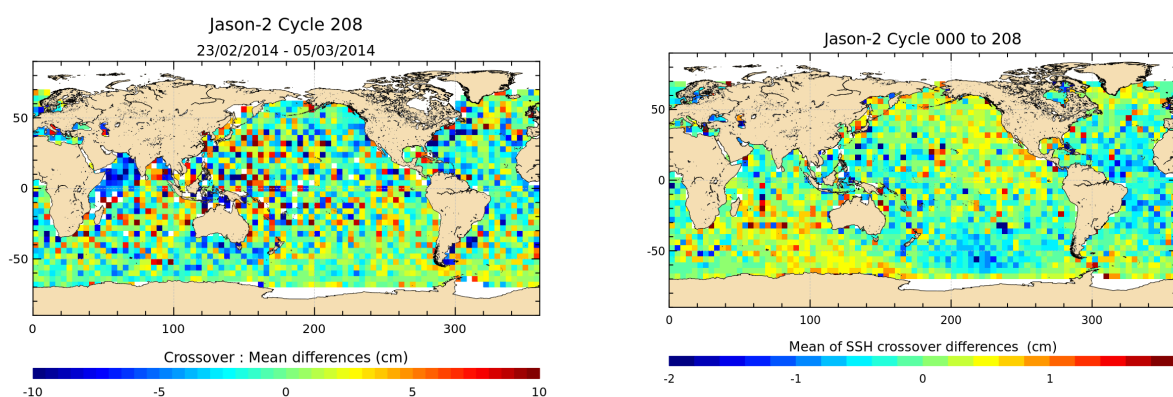 Jason-2 Cycle 208
23/02/2014 - 05/03/2014
50
0
-50
0 100 200 300
Crossover : Mean differences (cm)
-10 -5 0 5 10
Jason-2 Cycle 000 to 208
50
0
-50
0 100 200 300
Mean of SSH crossover differences (cm)
-2 -1 0 1